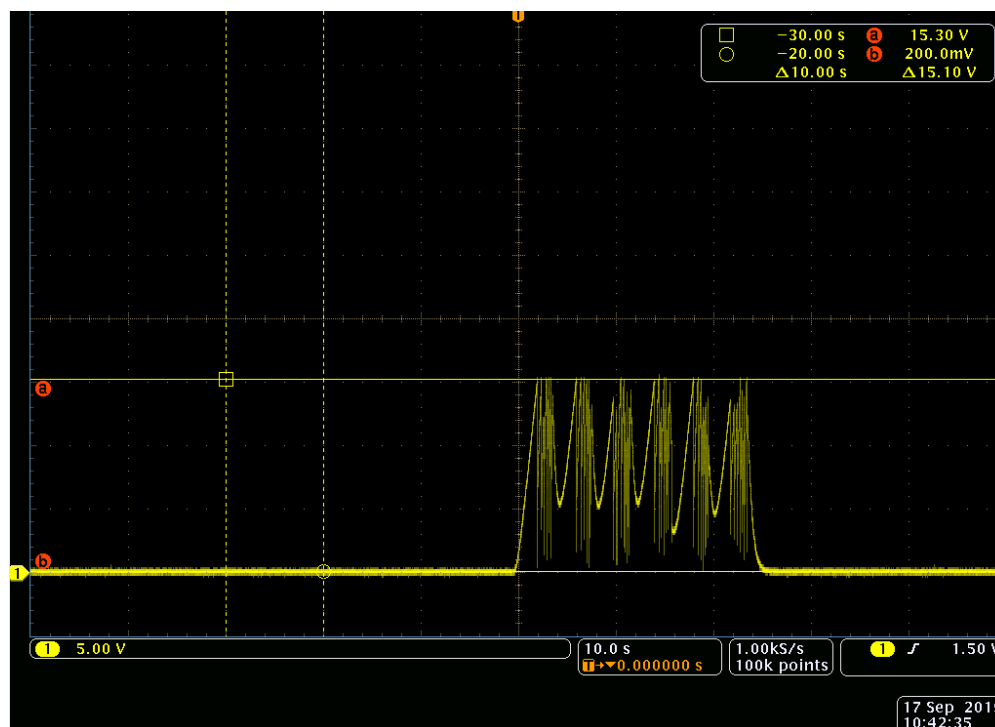 T
−30.00 s a 15.30 V
−20.00 s b 200.0mV
Δ10.00 s Δ15.10 V
a
b
1
1 5.00 V
10.0 s
T→▼0.000000 s
1.00kS/s
100k points
1 1.50 V
17 Sep 201
10:42:35